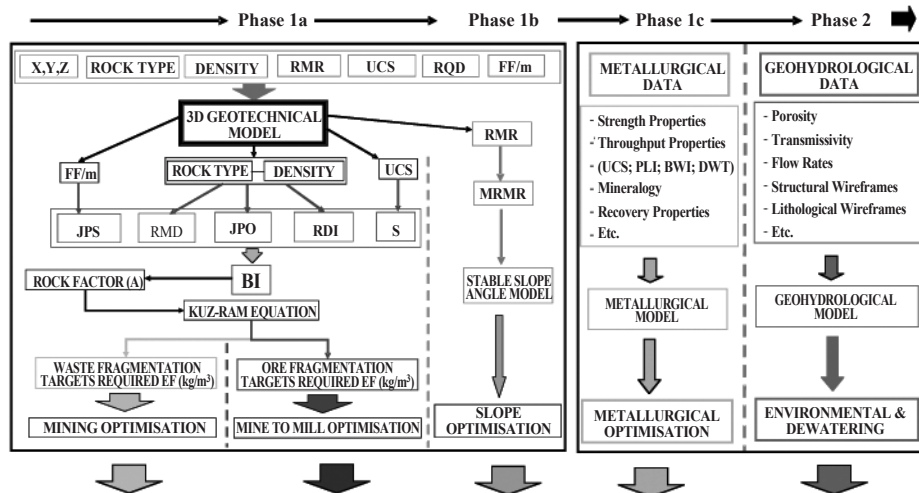 Phase 1a
Phase 1b
Phase 1c
Phase 2
X,Y,Z
ROCK TYPE
DENSITY
RMR
UCS
RQD
FF/m
3D GEOTECHNICAL
MODEL
FF/m
ROCK TYPE
DENSITY
UCS
JPS
RMD
JPO
RDI
S
BI
ROCK FACTOR (A)
KUZ-RAM EQUATION
WASTE FRAGMENTATION
TARGETS REQUIRED EF (kg/m³)
ORE FRAGMENTATION
TARGETS REQUIRED EF (kg/m³)
MINING OPTIMISATION
MINE TO MILL OPTIMISATION
RMR
MRMR
STABLE SLOPE
ANGLE MODEL
SLOPE
OPTIMISATION
METALLURGICAL
DATA
- Strength Properties
- Throughput Properties
- (UCS; PLI; BWI; DWT)
- Mineralogy
- Recovery Properties
- Etc.
METALLURGICAL
MODEL
METALLURGICAL
OPTIMISATION
GEOHYDROLOGICAL
DATA
- Porosity
- Transmissivity
- Flow Rates
- Structural Wireframes
- Lithological Wireframes
- Etc.
GEOHYDROLOGICAL
MODEL
ENVIRONMENTAL &
DEWATERING